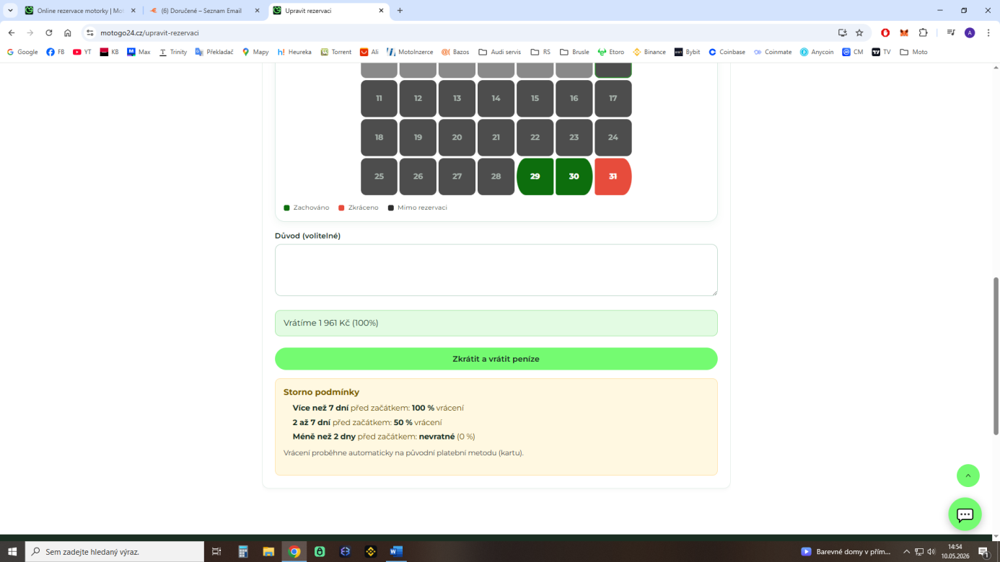 Online rezervace motorky | Mot
(6) Doručené – Seznam Email
Upravit rezervaci
motogo24.cz/upravit-rezervaci
A
Google
FB
YT
KB
Max
Trinity
Překladač
Mapy
Heureka
Torrent
Ali
MotoInzerce
Bazos
Audi servis
RS
Brusle
Etoro
Binance
Bybit
Coinbase
Coinmate
Anycoin
CM
TV
Moto
11 12 13 14 15 16 17
18 19 20 21 22 23 24
25 26 27 28 29 30 31
Zachováno Zkráceno Mimo rezervaci
Důvod (volitelné)
Vrátíme 1 961 Kč (100%)
Zkrátit a vrátit peníze
Storno podmínky
Více než 7 dní před začátkem: 100 % vrácení
2 až 7 dní před začátkem: 50 % vrácení
Méně než 2 dny před začátkem: nevratné (0 %)
Vrácení proběhne automaticky na původní platební metodu (kartu).
Sem zadejte hledaný výraz.
Barevné domy v přím...
14:54
10.05.2026
1